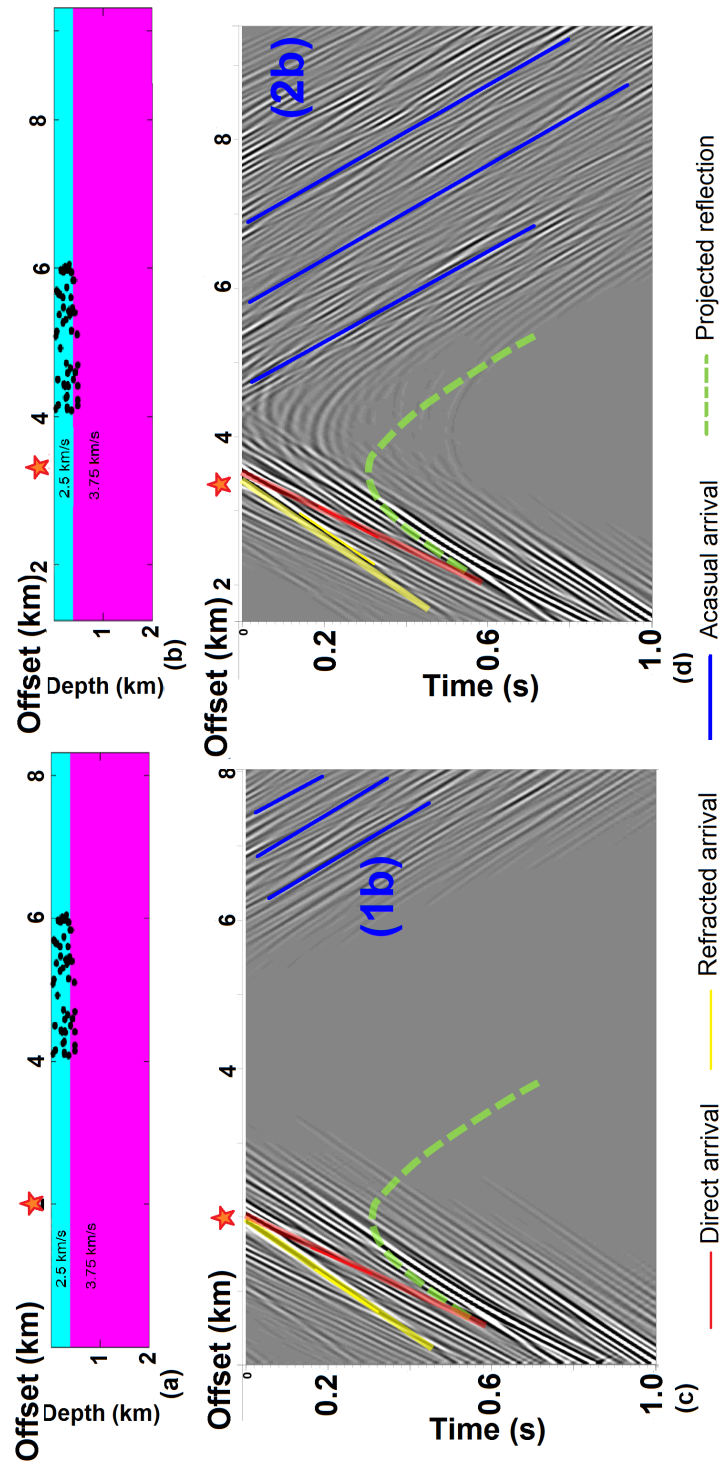 Offset (km)
4
6
8
Depth (km)
2.5 km/s
3.75 km/s
1
2
(a)
Offset (km)
2
4
6
8
Depth (km)
2.5 km/s
3.75 km/s
1
2
(b)
Offset (km)
4
6
8
0
0.2
0.6
1.0
Time (s)
(1b)
(c)
Offset (km)
2
4
6
8
0
0.2
0.6
1.0
Time (s)
(2b)
(d)
Direct arrival
Refracted arrival
Acasual arrival
Projected reflection